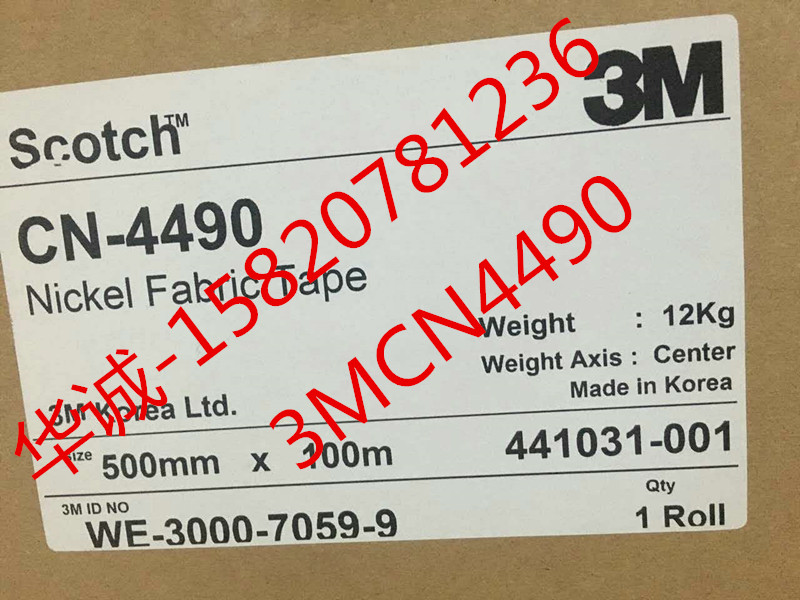 3M
Scotch™
CN-4490
Nickel Fabric Tape
Weight : 12Kg
Weight Axis : Center
Made in Korea
3M Korea Ltd.
Size 500mm x 100m 441031-001
3M ID NO
WE-3000-7059-9
Qty
1 Roll
华诚-15820781236
3MCN4490